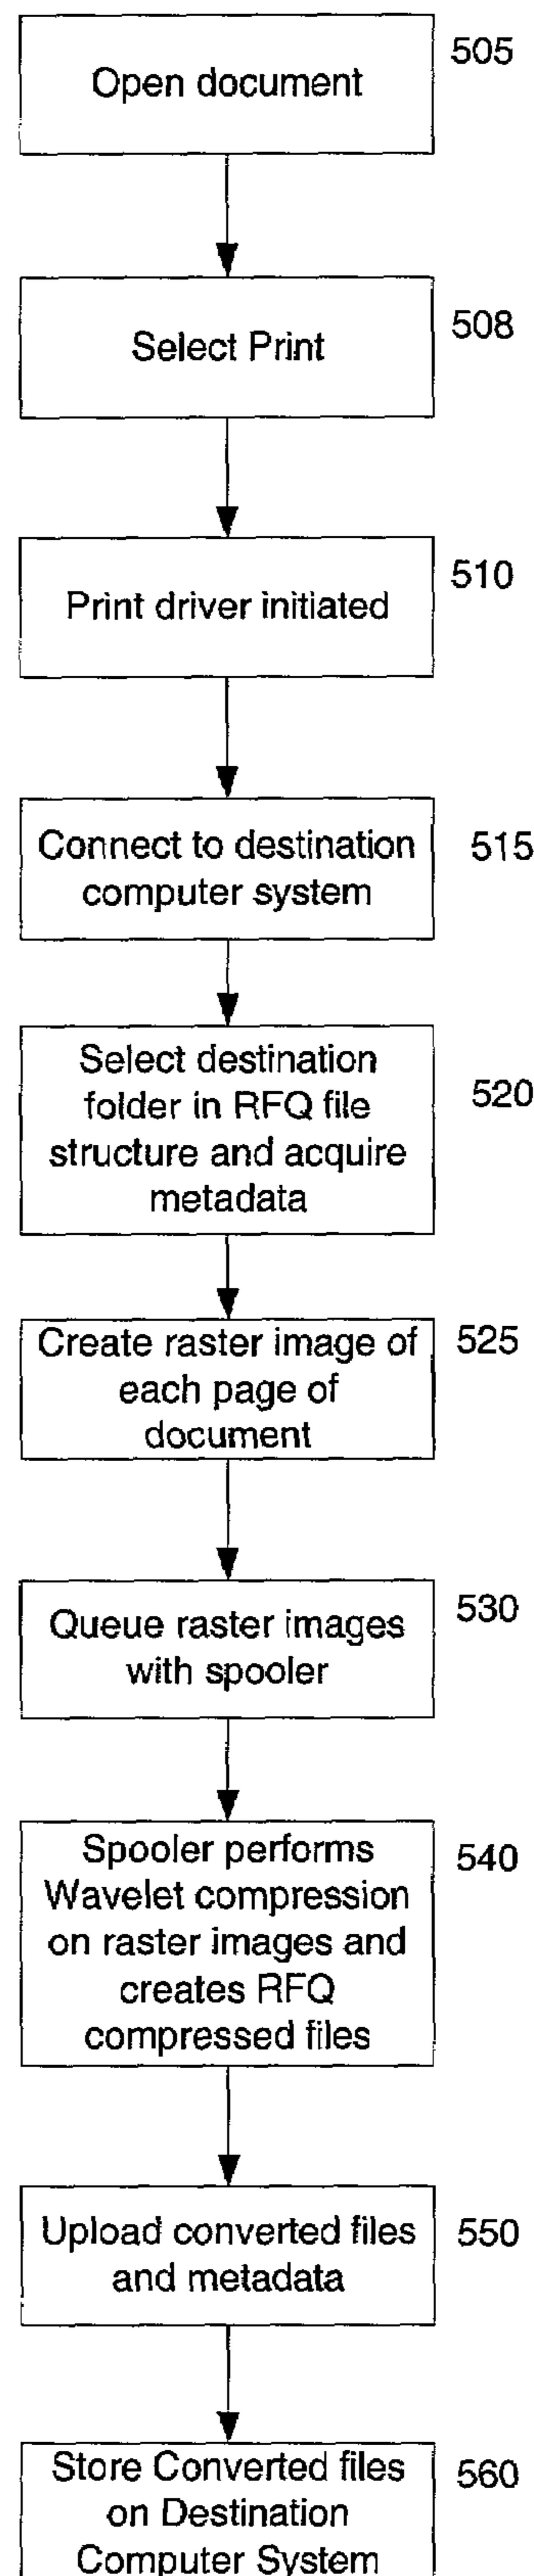 Open document
505
Select Print
508
Print driver initiated
510
Connect to destination
computer system
515
Select destination
folder in RFQ file
structure and acquire
metadata
520
Create raster image of
each page of
document
525
Queue raster images
with spooler
530
Spooler performs
Wavelet compression
on raster images and
creates RFQ
compressed files
540
Upload converted files
and metadata
550
Store Converted files
on Destination
Computer System
560